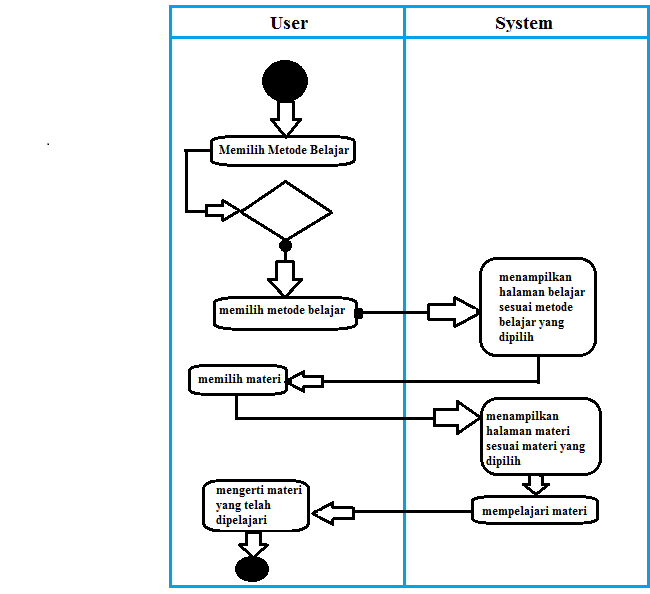 User
System
Memilih Metode Belajar
memilih metode belajar
menampilkan
halaman belajar
sesuai metode
belajar yang
dipilih
memilih materi
menampilkan
halaman materi
sesuai materi yang
dipilih
mempelajari materi
mengerti materi
yang telah
dipelajari